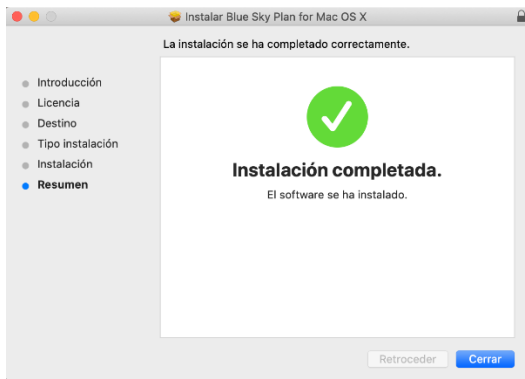 Instalar Blue Sky Plan for Mac OS X
La instalación se ha completado correctamente.
Introducción
Licencia
Destino
Tipo instalación
Instalación
Resumen
Instalación completada.
El software se ha instalado.
Retroceder
Cerrar